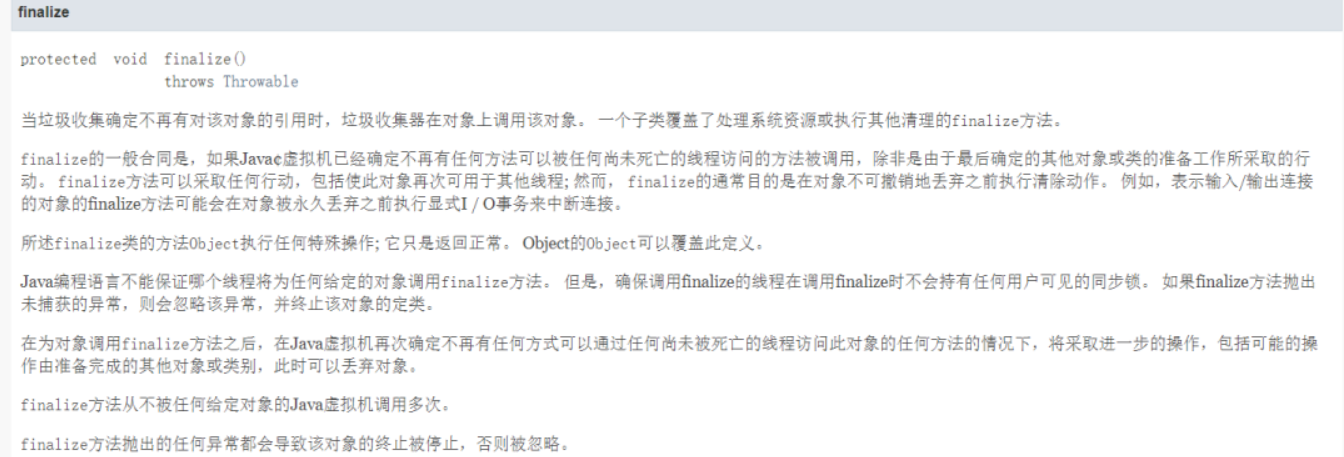 finalize
protected void finalize()
throws Throwable
当垃圾收集确定不再有对该对象的引用时，垃圾收集器在对象上调用该对象。 一个子类覆盖了处理系统资源或执行其他清理的finalize方法。
finalize的一般合同是，如果Java¢虚拟机已经确定不再有任何方法可以被任何尚未死亡的线程访问的方法被调用，除非是由于最后确定的其他对象或类的准备工作所采取的行
动。 finalize方法可以采取任何行动，包括使此对象再次可用于其他线程; 然而， finalize的通常目的是在对象不可撤销地丢弃之前执行清除动作。 例如，表示输入/输出连接
的对象的finalize方法可能会在对象被永久丢弃之前执行显式I / O事务来中断连接。
所述finalize类的方法Object执行任何特殊操作; 它只是返回正常。 Object的Object可以覆盖此定义。
Java编程语言不能保证哪个线程将为任何给定的对象调用finalize方法。 但是，确保调用finalize的线程在调用finalize时不会持有任何用户可见的同步锁。 如果finalize方法抛出
未捕获的异常，则会忽略该异常，并终止该对象的定类。
在为对象调用finalize方法之后，在Java虚拟机再次确定不再有任何方式可以通过任何尚未被死亡的线程访问此对象的任何方法的情况下，将采取进一步的操作，包括可能的操
作由准备完成的其他对象或类别，此时可以丢弃对象。
finalize方法从不被任何给定对象的Java虚拟机调用多次。
finalize方法抛出的任何异常都会导致该对象的终止被停止，否则被忽略。